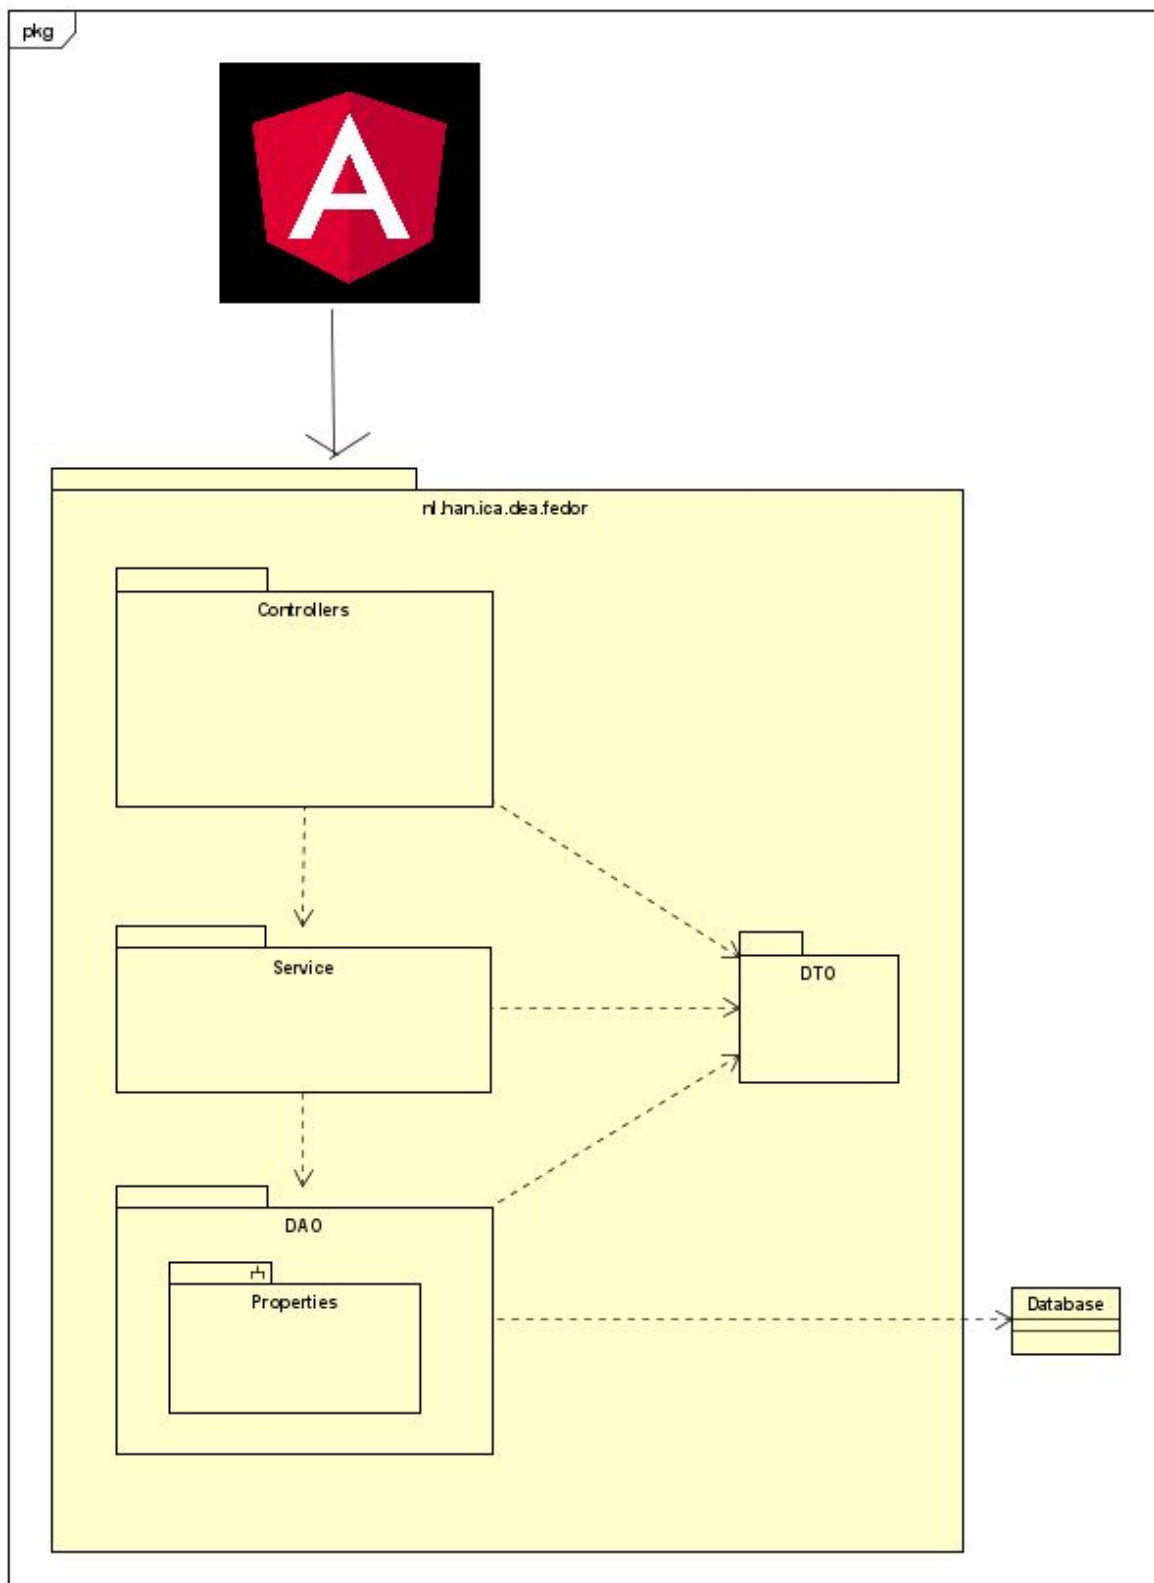 pkg
A
nl.han.ica.dea.fedor
Controllers
Service
DTO
DAO
Properties
Database